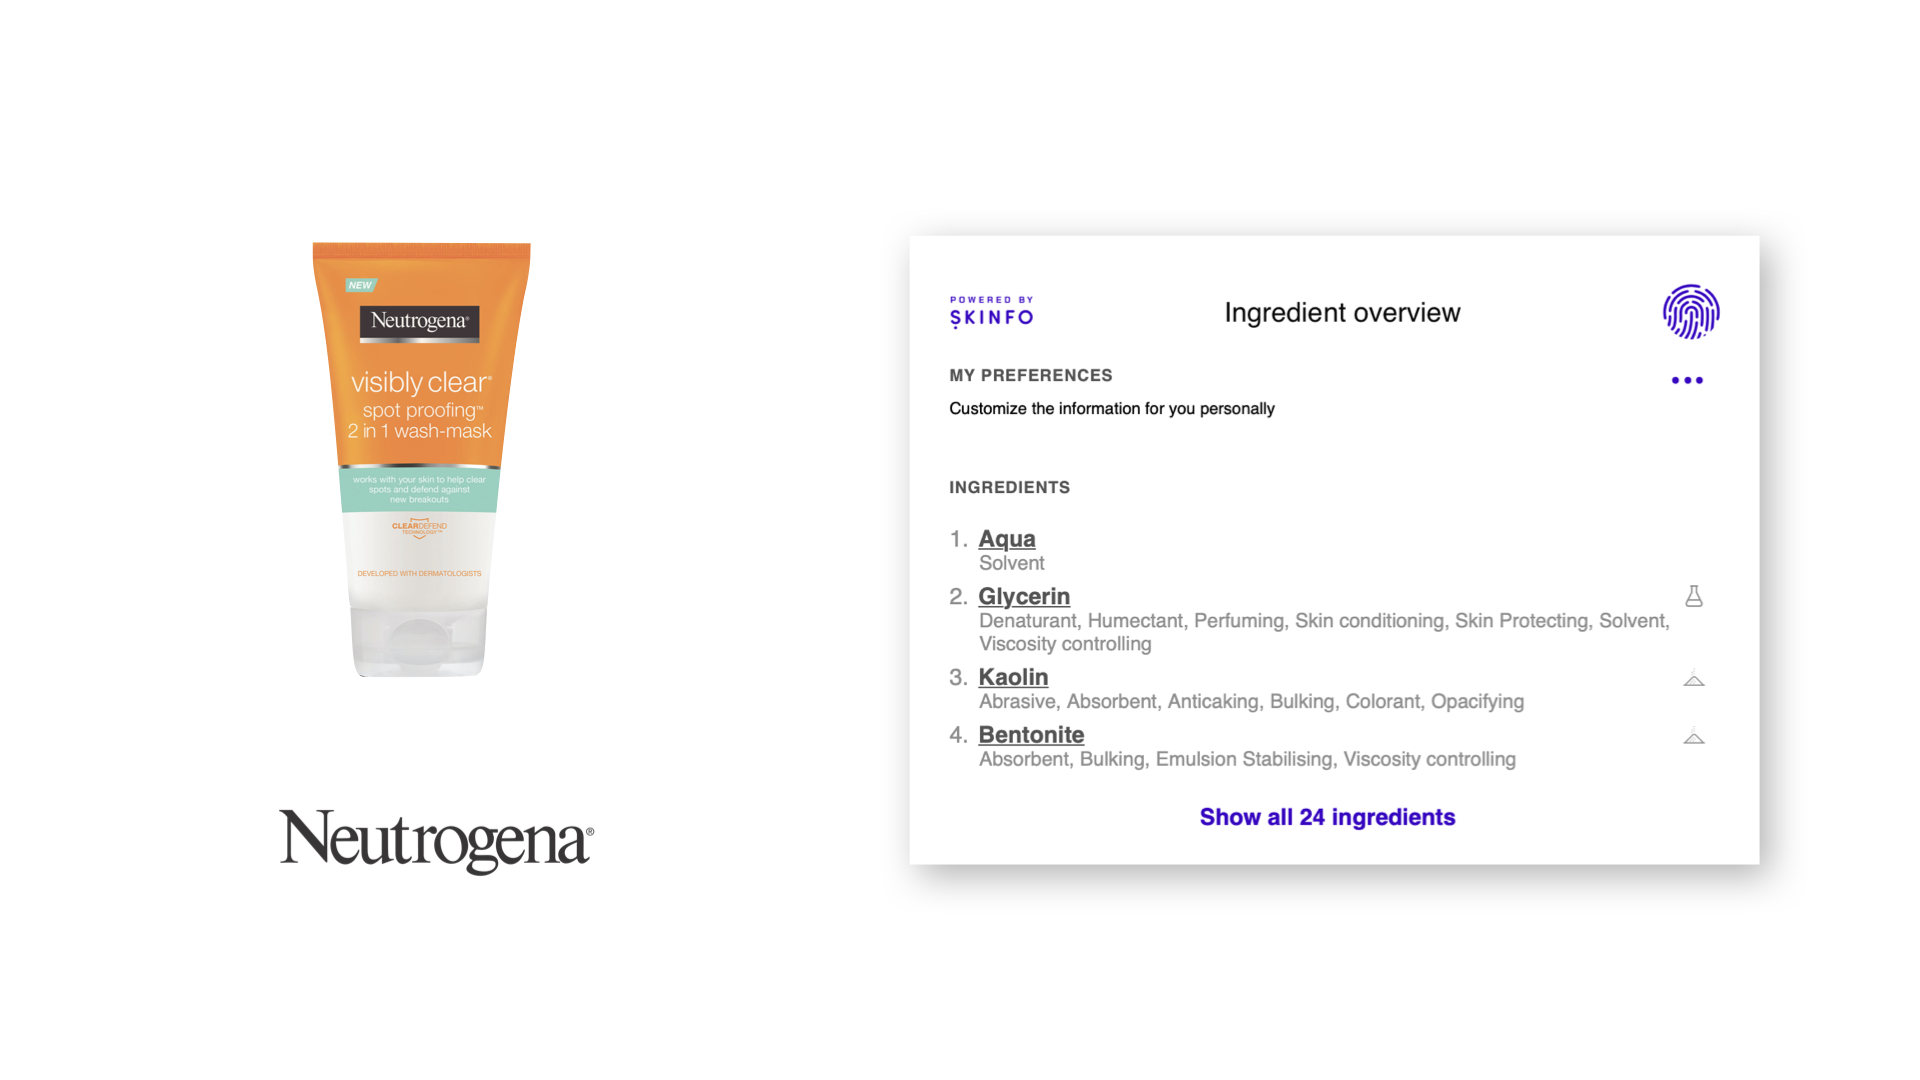 NEW
Neutrogena®
visibly clear®
spot proofing™
2 in 1 wash-mask
works with your skin to help clear
spots and defend against
new breakouts
CLEARDEFEND
TECHNOLOGY™
DEVELOPED WITH DERMATOLOGISTS
Neutrogena®
POWERED BY
SKINFO
Ingredient overview
MY PREFERENCES
Customize the information for you personally
INGREDIENTS
1. Aqua
Solvent
2. Glycerin
Denaturant, Humectant, Perfuming, Skin conditioning, Skin Protecting, Solvent,
Viscosity controlling
3. Kaolin
Abrasive, Absorbent, Anticaking, Bulking, Colorant, Opacifying
4. Bentonite
Absorbent, Bulking, Emulsion Stabilising, Viscosity controlling
Show all 24 ingredients